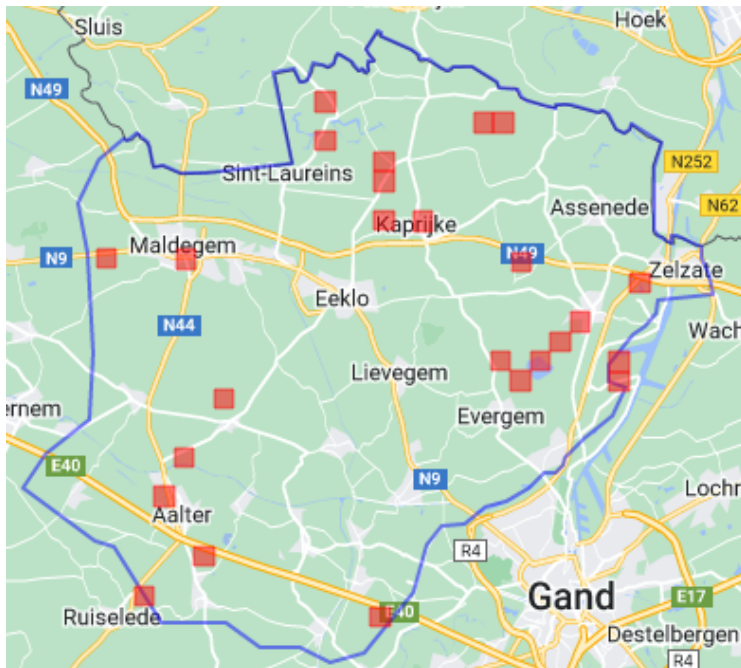 Sluis
Hoek
N49
N252
Sint-Laureins
N62
Assenede
Kaprijke
Maldegem
N9
N49
Zelzate
Eeklo
N44
Wach
Lievegem
ernem
Evergem
E40
N9
Lochr
Aalter
R4
Gand
E17
Ruiselede
E40
Destelbergen
R4